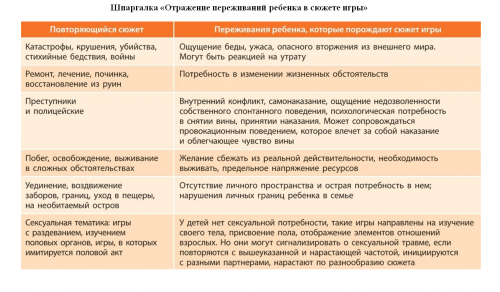 Шпаргалка «Отражение переживаний ребенка в сюжете игры»
Повторяющийся сюжет
Переживания ребенка, которые порождают сюжет игры
Катастрофы, крушения, убийства,
стихийные бедствия, войны
Ощущение беды, ужаса, опасного вторжения из внешнего мира.
Могут быть реакцией на утрату
Ремонт, лечение, починка,
восстановление из руин
Потребность в изменении жизненных обстоятельств
Преступники
и полицейские
Внутренний конфликт, самонаказание, ощущение недозволенности
собственного спонтанного поведения, психологическая потребность
в снятии вины, принятии наказания. Может сопровождаться
провокационным поведением, которое влечет за собой наказание
и облегчающее чувство вины
Побег, освобождение, выживание
в сложных обстоятельствах
Желание сбежать из реальной действительности, необходимость
выживать, предельное напряжение ресурсов
Уединение, воздвижение
заборов, границ, уход в пещеры,
на необитаемый остров
Отсутствие личного пространства и острая потребность в нем;
нарушения личных границ ребенка в семье
Сексуальная тематика: игры
с раздеванием, изучением
половых органов, игры, в которых
имитируется половой акт
У детей нет сексуальной потребности, такие игры направлены на изучение
своего тела, присвоение пола, отображение элементов отношений
взрослых. Но они могут сигнализировать о сексуальной травме, если
повторяются с вышеуказанной и нарастающей частотой, инициируются
с разными партнерами, нарастают по разнообразию сюжета